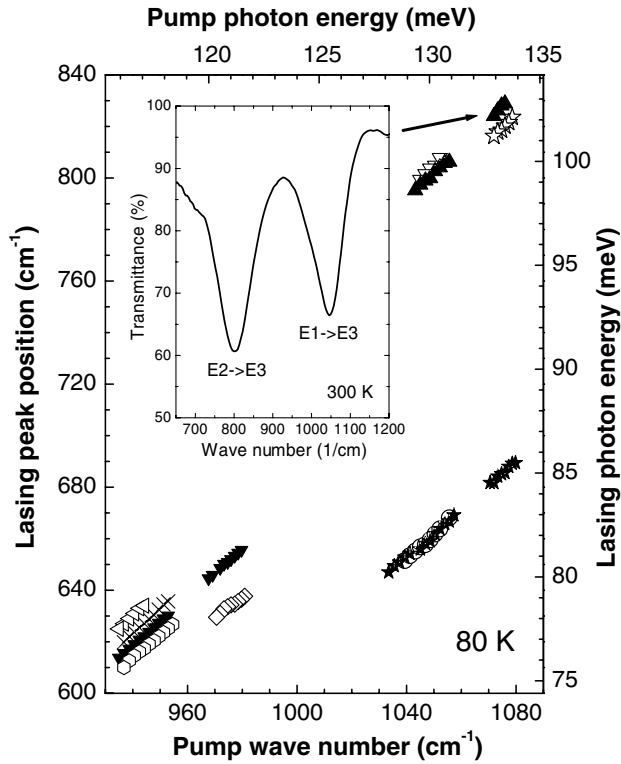 Pump photon energy (meV)
120 125 130 135
840
800
760
720
680
640
600
Lasing peak position (cm-1)
100
95
90
85
80
75
Lasing photon energy (meV)
100
90
80
70
60
50
Transmittance (%)
E2->E3
E1->E3
300 K
700 800 900 1000 1100 1200
Wave number (1/cm)
80 K
960 1000 1040 1080
Pump wave number (cm-1)